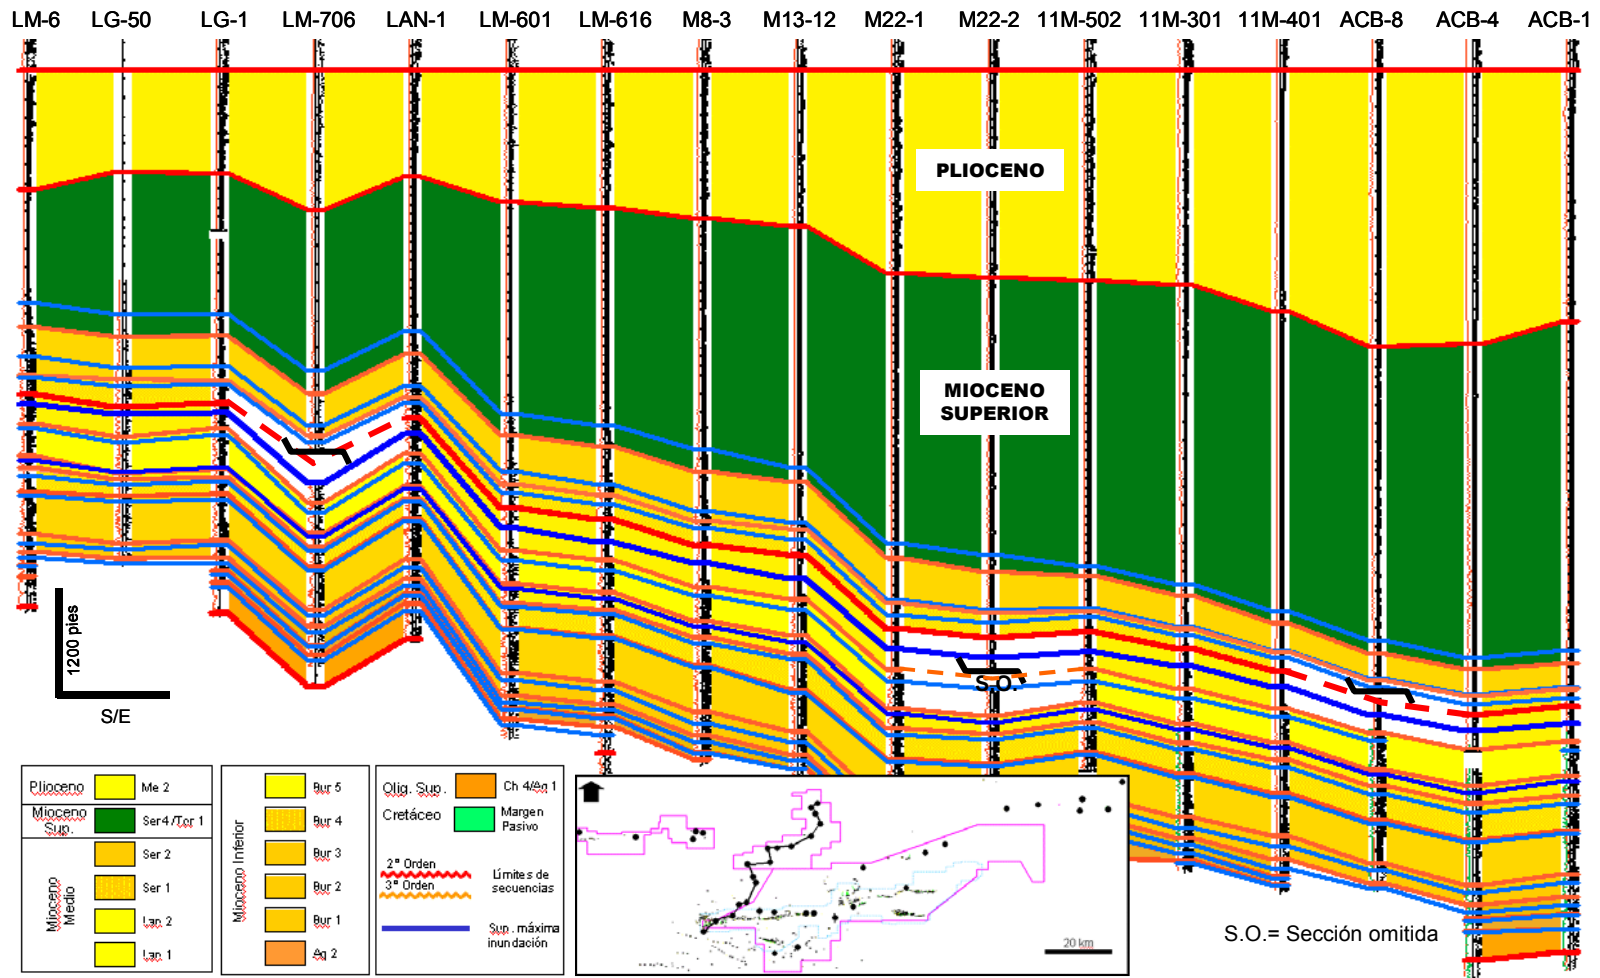 LM-6 LG-50 LG-1 LM-706 LAN-1 LM-601 LM-616 M8-3 M13-12 M22-1 M22-2 11M-502 11M-301 11M-401 ACB-8 ACB-4 ACB-1
PLIOCENO
MIOCENO
SUPERIOR
S.O.
1200 pies
S/E
Plioceno
Me 2
Mioceno
Sup.
Ser4/Tor 1
Mioceno
Medio
Ser 2
Ser 1
Lan 2
Lan 1
Mioceno Inferior
Bur 5
Bur 4
Bur 3
Bur 2
Bur 1
Ag 2
Olig. Sup.
Ch 4/Ag 1
Cretáceo
Margen
Pasivo
2ª Orden
3ª Orden
Límites de
secuencias
Sup. máxima
inundación
20 km
S.O.= Sección omitida